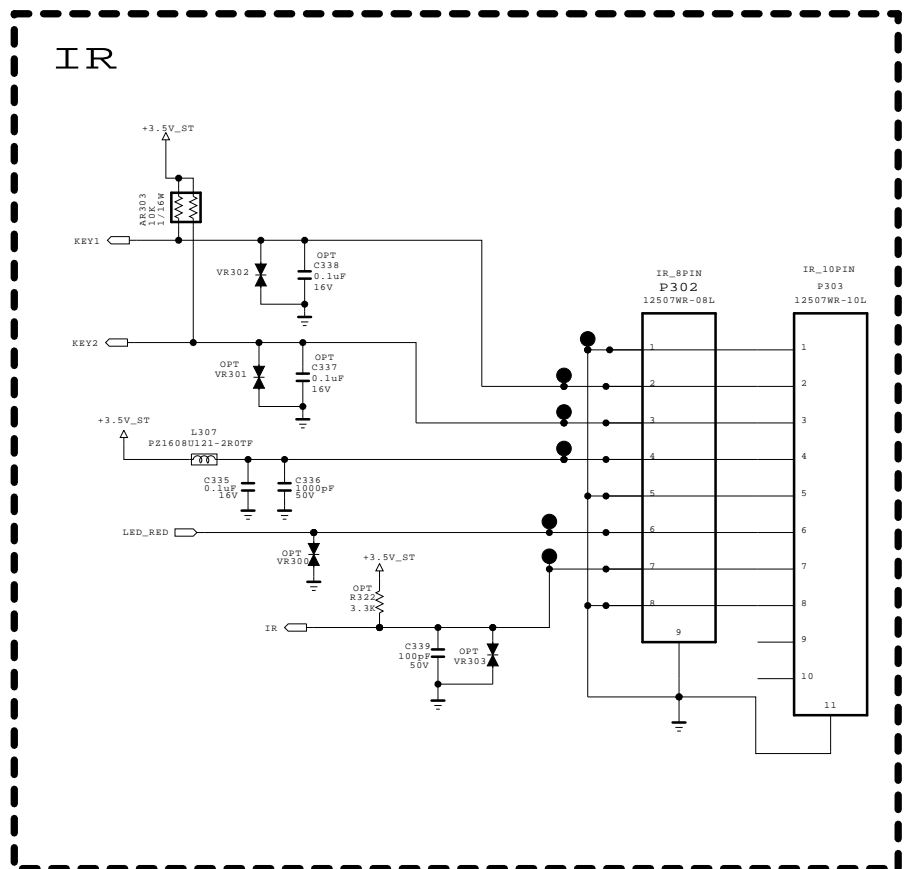 IR
+3.5V_ST
AR303
10K
1/16W
KEY1
VR302
OPT
C338
0.1uF
16V
KEY2
OPT
VR301
OPT
C337
0.1uF
16V
+3.5V_ST
L307
PZ1608U121-2R0TF
C335
0.1uF
16V
C336
1000pF
50V
LED_RED
OPT
VR300
+3.5V_ST
OPT
R322
3.3K
IR
C339
100pF
50V
OPT
VR303
IR_8PIN
P302
12507WR-08L
1
2
3
4
5
6
7
8
9
IR_10PIN
P303
12507WR-10L
1
2
3
4
5
6
7
8
9
10
11